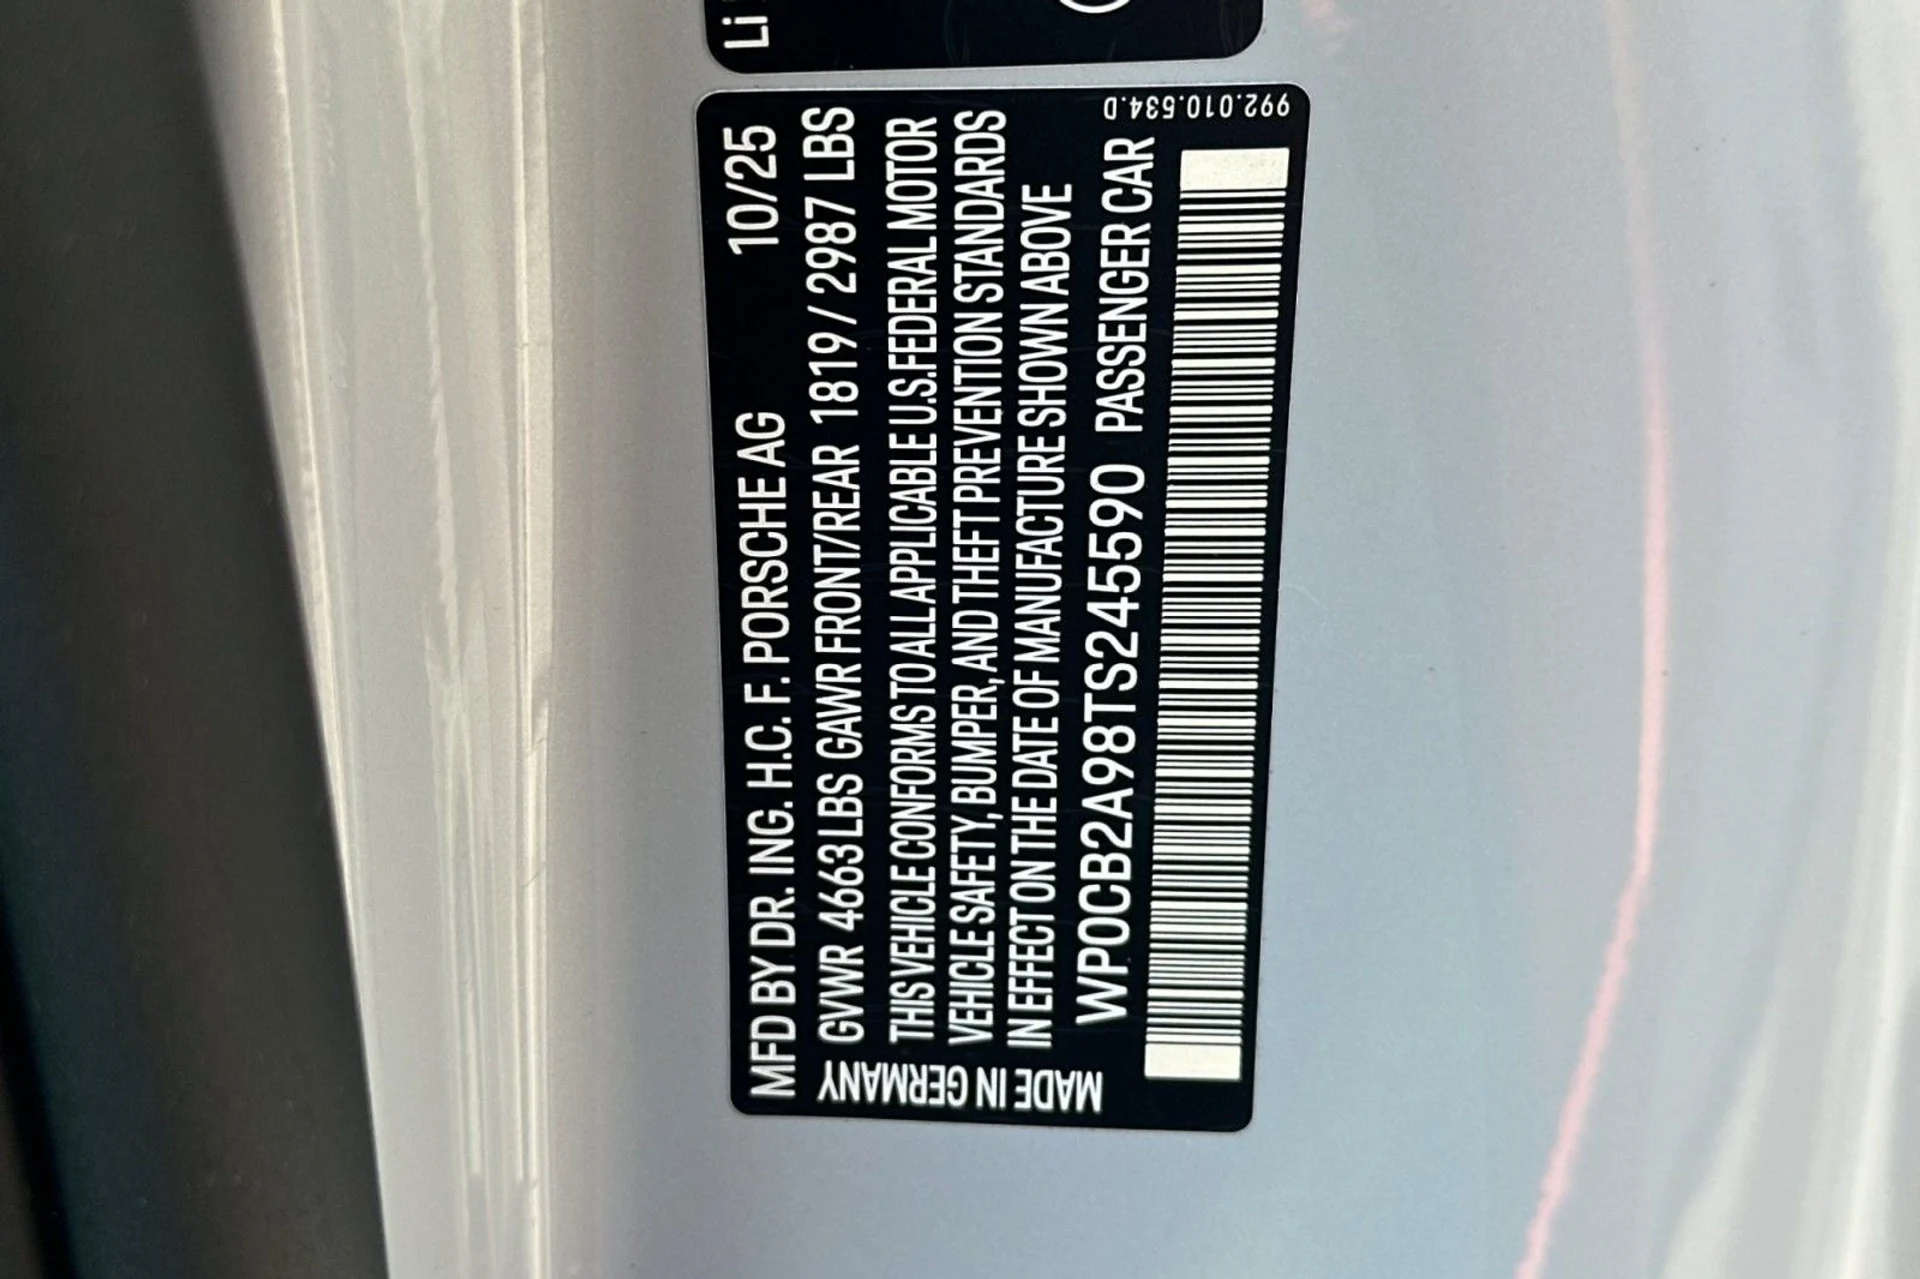 Li
MFD BY DR. ING. H.C. F. PORSCHE AG 10/25
GVWR 4663 LBS GAWR FRONT/REAR 1819 / 2987 LBS
THIS VEHICLE CONFORMS TO ALL APPLICABLE U.S.FEDERAL MOTOR
VEHICLE SAFETY, BUMPER, AND THEFT PREVENTION STANDARDS
IN EFFECT ON THE DATE OF MANUFACTURE SHOWN ABOVE
WP0CB2A98TS245590 PASSENGER CAR
MADE IN GERMANY
992.010.534.D